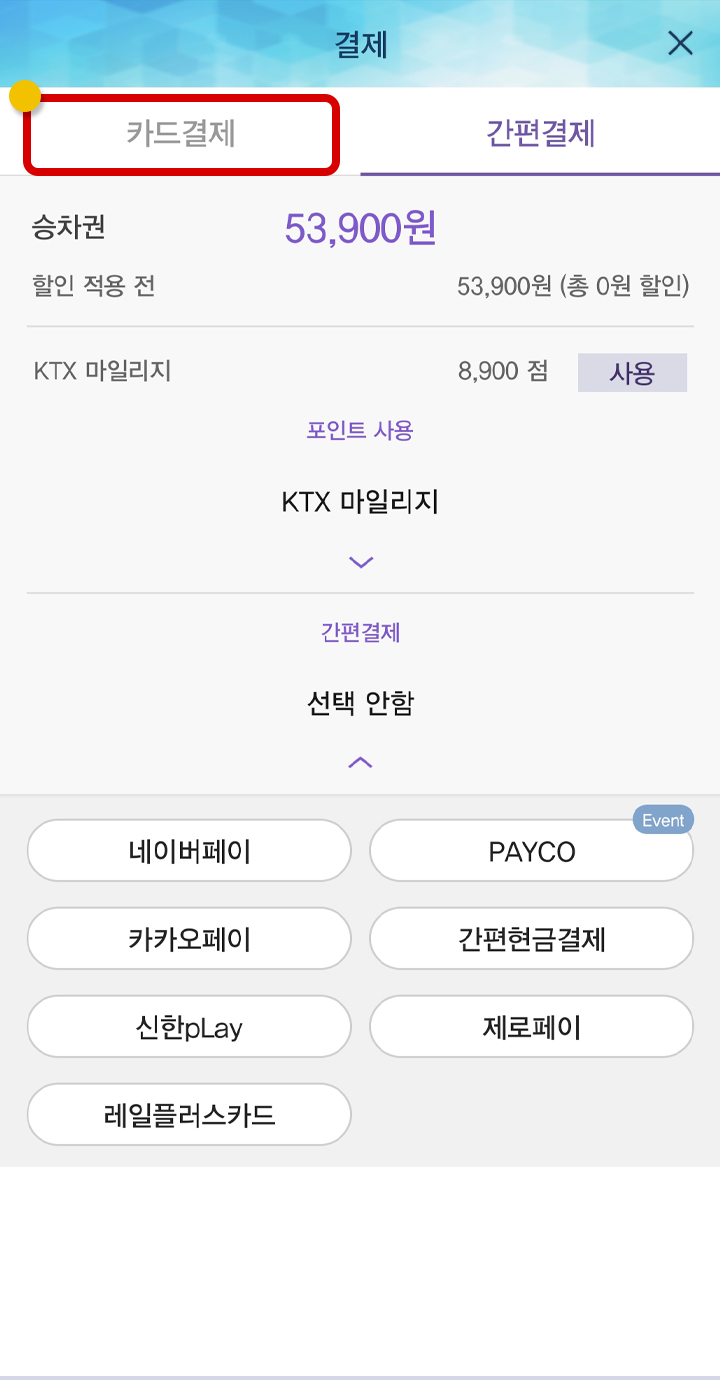 결제
카드결제 간편결제
승차권 53,900원
할인 적용 전 53,900원 (총 0원 할인)
KTX 마일리지 8,900 점 사용
포인트 사용
KTX 마일리지
간편결제
선택 안함
Event
네이버페이 PAYCO
카카오페이 간편현금결제
신한pLay 제로페이
레일플러스카드